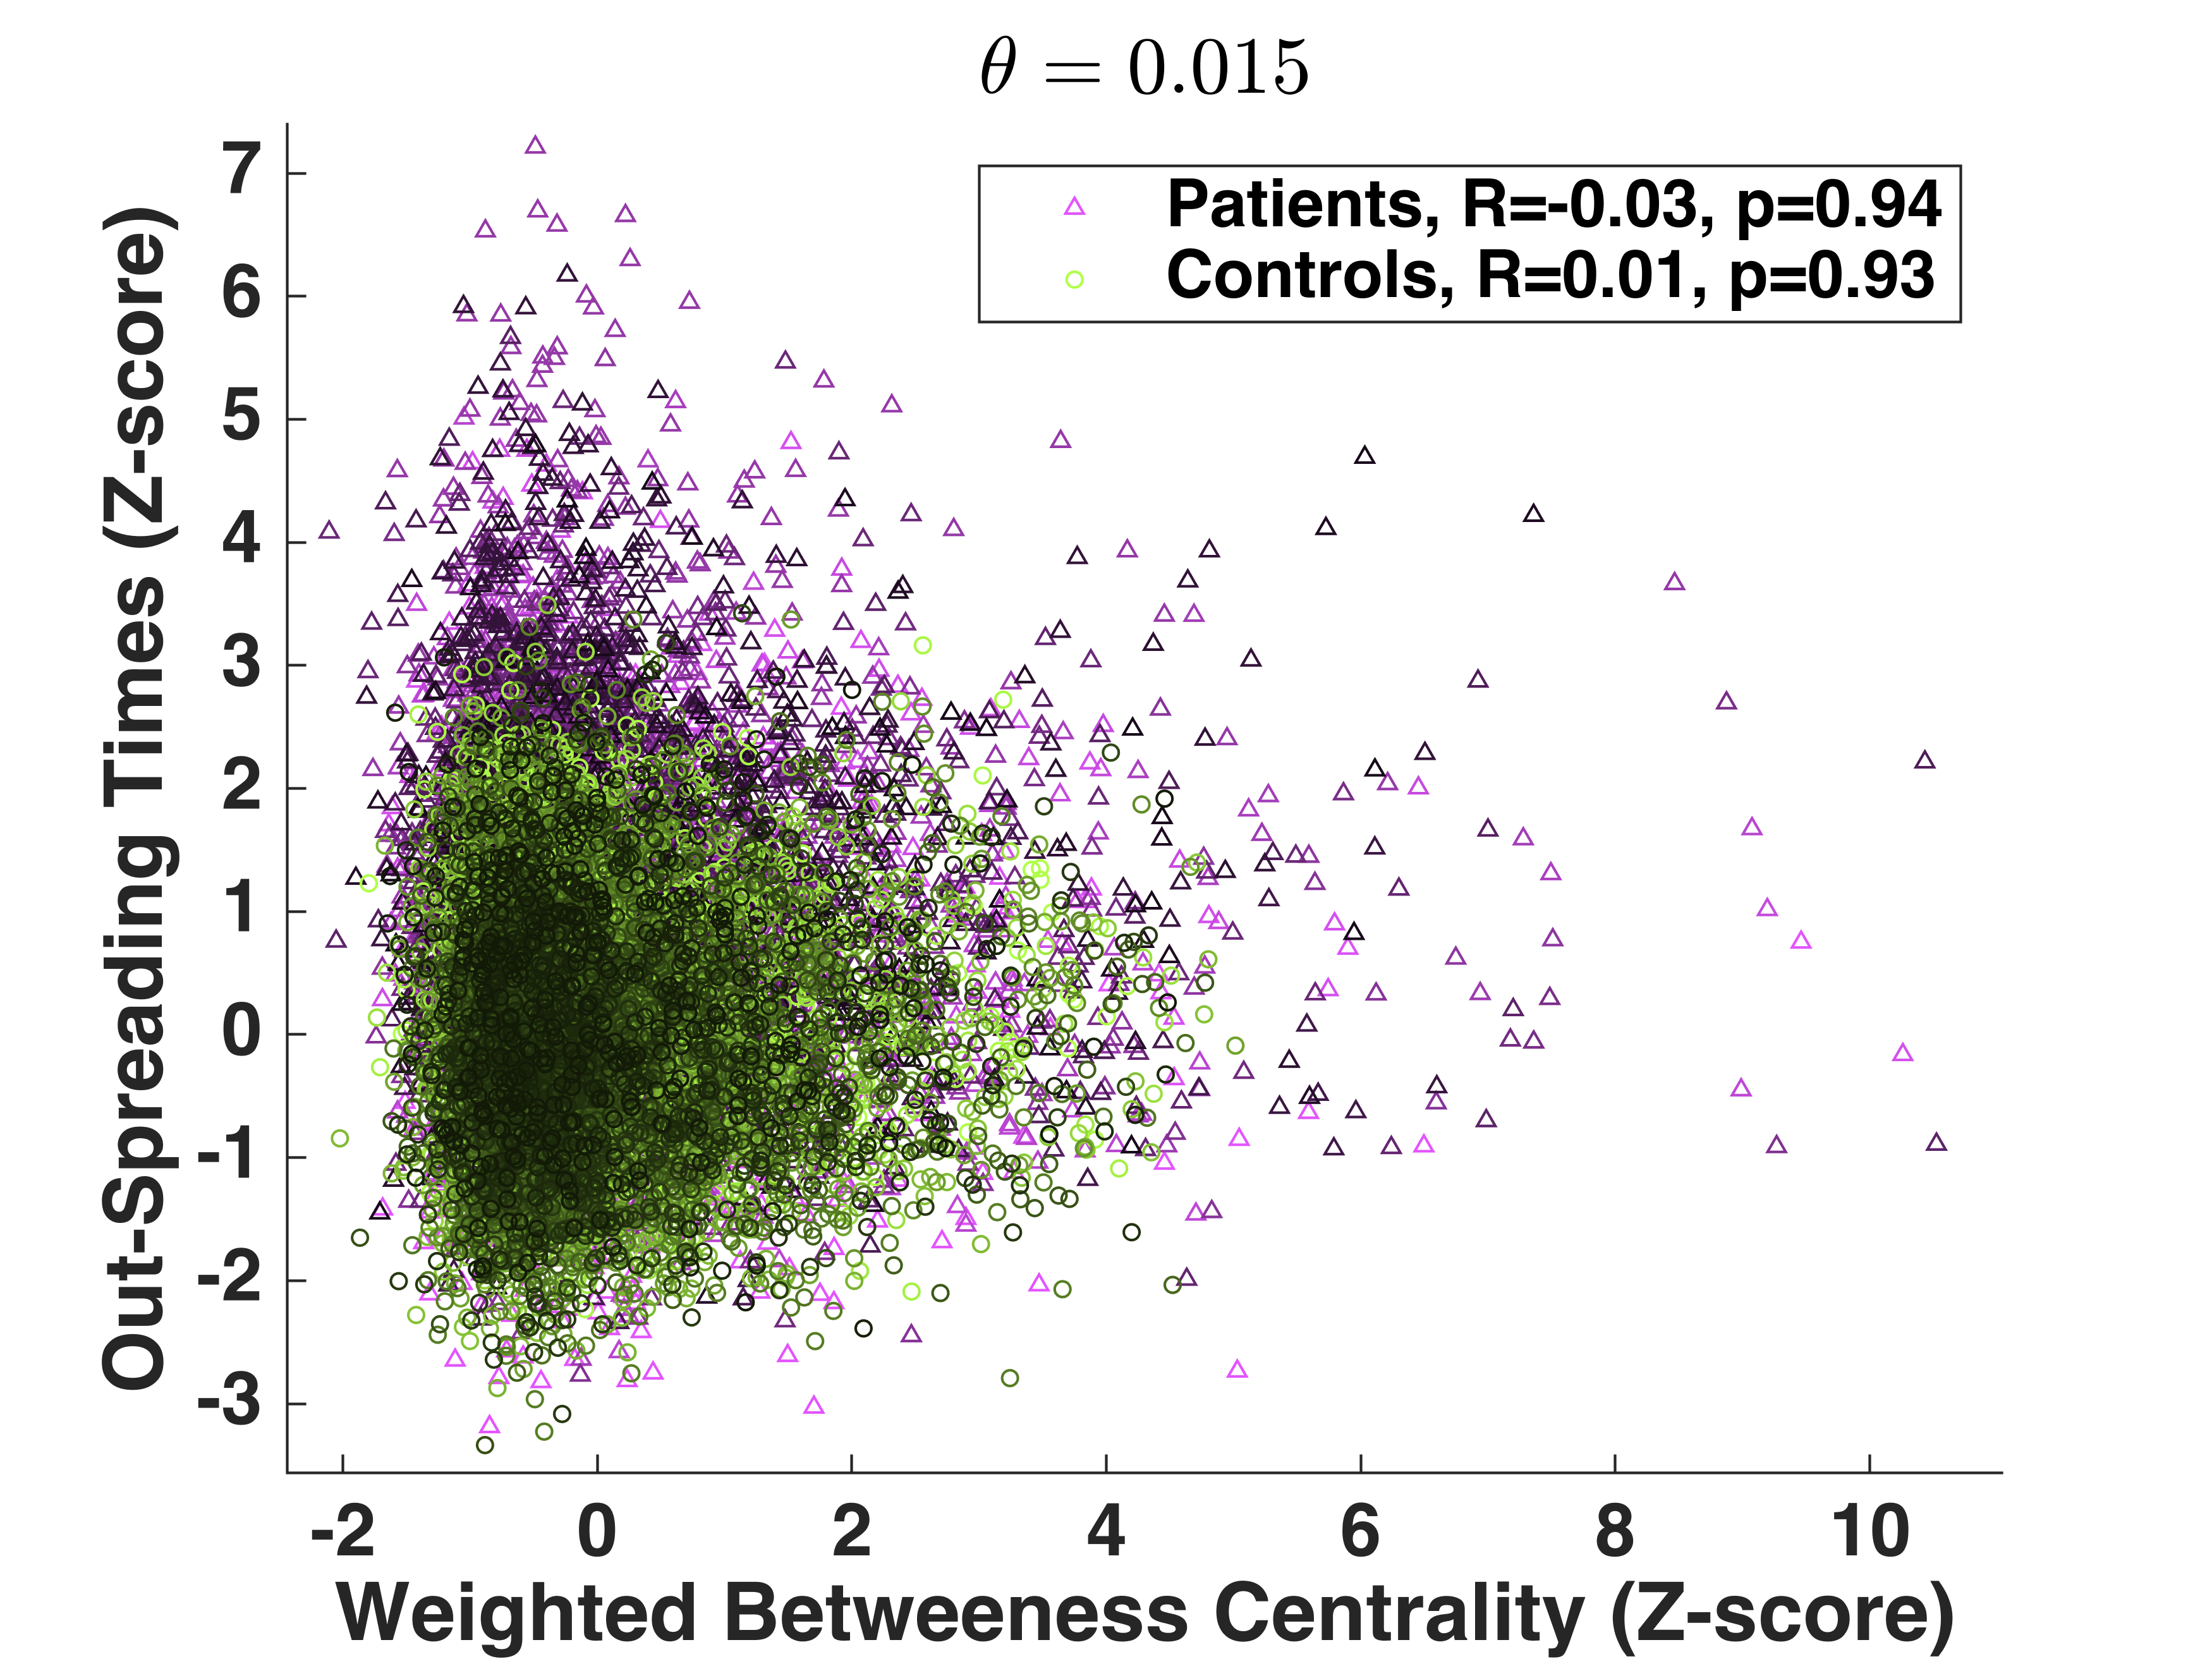 θ = 0.015
Patients, R=-0.03, p=0.94
Controls, R=0.01, p=0.93
Out-Spreading Times (Z-score)
7
6
5
4
3
2
1
0
-1
-2
-3
-2 0 2 4 6 8 10
Weighted Betweeness Centrality (Z-score)